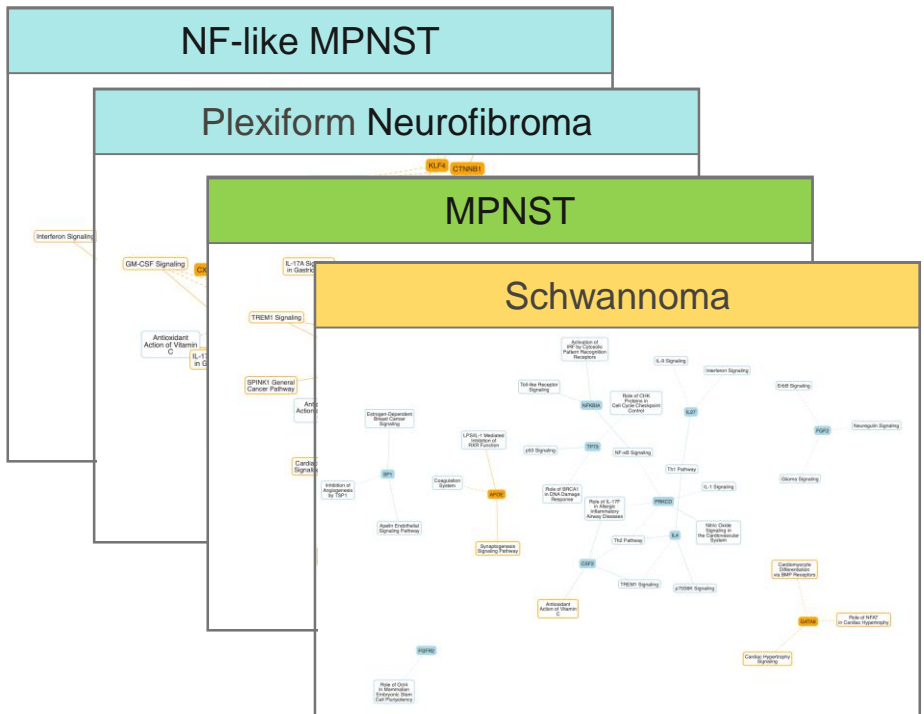 NF-like MPNST
Interferon Signaling
Plexiform Neurofibroma
KLF4
CTNNB1
GM-CSF Signaling
Antioxidant
Action of Vitamin
C
MPNST
TREM1 Signaling
SPINK1 General
Cancer Pathway
Schwannoma
Activation of
IRF by Cytosolic
Pattern Recognition
Receptors
IL-9 Signaling
Interferon Signaling
Toll-like Receptor
Signaling
ErbB Signaling
NFKBIA
Role of CHK
Proteins in
Cell Cycle Checkpoint
Control
Estrogen-Dependent
Breast Cancer
Signaling
Neuregulin Signaling
LPS/IL-1 Mediated
Inhibition of
RXR Function
p53 Signaling
TP73
NF-κB Signaling
Th1 Pathway
SP1
Coagulation
System
Glioma Signaling
Inhibition of
Angiogenesis
by TSP1
APOE
Role of BRCA1
in DNA Damage
Response
Role of IL-17F
in Allergic
Inflammatory
Airway Diseases
PRKCD
IL-1 Signaling
Apelin Endothelial
Signaling Pathway
Nitric Oxide
Signaling in
the Cardiovascular
System
Th2 Pathway
IL4
Synaptogenesis
Signaling Pathway
CSF2
Cardiomyocyte
Differentiation
via BMP Receptors
TREM1 Signaling
p70S6K Signaling
Antioxidant
Action of Vitamin
C
GATA4
Role of NFAT
in Cardiac Hypertrophy
FGFR2
Cardiac Hypertrophy
Signaling
Role of Oct4
in Mammalian
Embryonic Stem
Cell Pluripotency